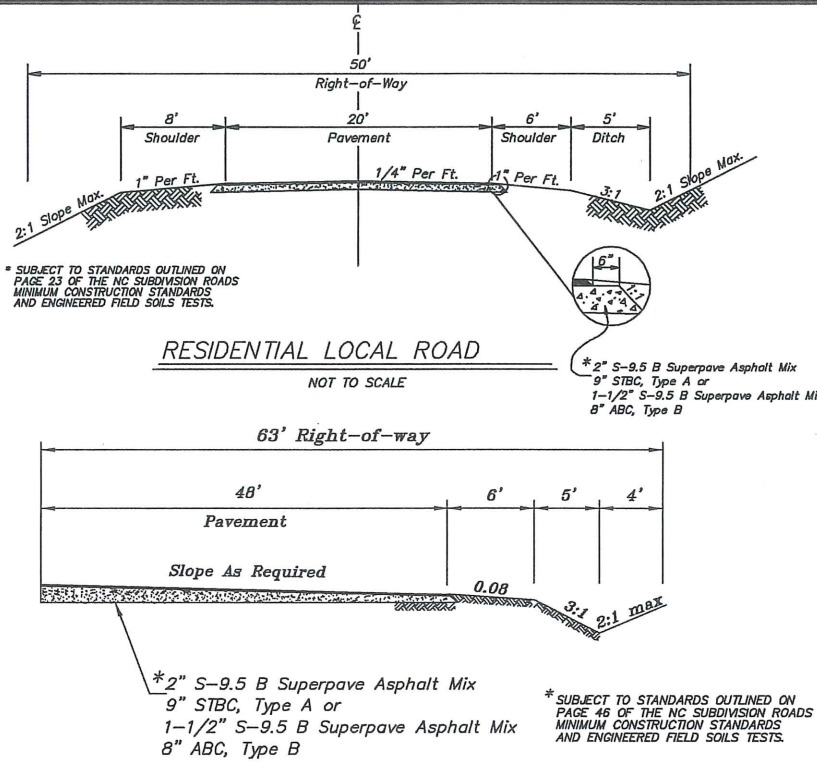 ℄
50'
Right-of-Way
8'
Shoulder
20'
Pavement
6'
Shoulder
5'
Ditch
2:1 Slope Max.
1" Per Ft.
1/4" Per Ft.
1" Per Ft.
3:1
2:1 Slope Max.
* SUBJECT TO STANDARDS OUTLINED ON
PAGE 23 OF THE NC SUBDIVISION ROADS
MINIMUM CONSTRUCTION STANDARDS
AND ENGINEERED FIELD SOILS TESTS.
6"
1:1
RESIDENTIAL LOCAL ROAD
NOT TO SCALE
* 2" S-9.5 B Superpave Asphalt Mix
9" STBC, Type A or
1-1/2" S-9.5 B Superpave Asphalt Mi
8" ABC, Type B
63' Right-of-way
48'
Pavement
6'
5'
4'
Slope As Required
0.08
3:1
2:1 max
* 2" S-9.5 B Superpave Asphalt Mix
9" STBC, Type A or
1-1/2" S-9.5 B Superpave Asphalt Mix
8" ABC, Type B
* SUBJECT TO STANDARDS OUTLINED ON
PAGE 46 OF THE NC SUBDIVISION ROADS
MINIMUM CONSTRUCTION STANDARDS
AND ENGINEERED FIELD SOILS TESTS.